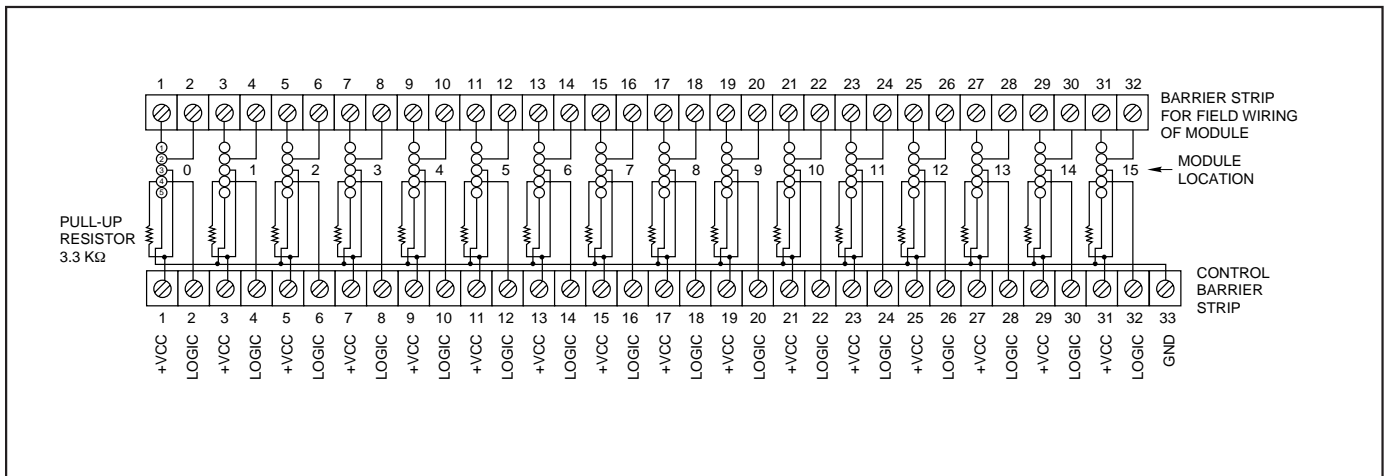 1 2 3 4 5 6 7 8 9 10 11 12 13 14 15 16 17 18 19 20 21 22 23 24 25 26 27 28 29 30 31 32
BARRIER STRIP
FOR FIELD WIRING
OF MODULE
1
2
3
4
5
0 1 2 3 4 5 6 7 8 9 10 11 12 13 14 15
MODULE
LOCATION
PULL-UP
RESISTOR
3.3 KΩ
CONTROL
BARRIER
STRIP
1 2 3 4 5 6 7 8 9 10 11 12 13 14 15 16 17 18 19 20 21 22 23 24 25 26 27 28 29 30 31 32 33
+VCC LOGIC +VCC LOGIC +VCC LOGIC +VCC LOGIC +VCC LOGIC +VCC LOGIC +VCC LOGIC +VCC LOGIC +VCC LOGIC +VCC LOGIC +VCC LOGIC +VCC LOGIC +VCC LOGIC +VCC LOGIC +VCC LOGIC +VCC LOGIC GND